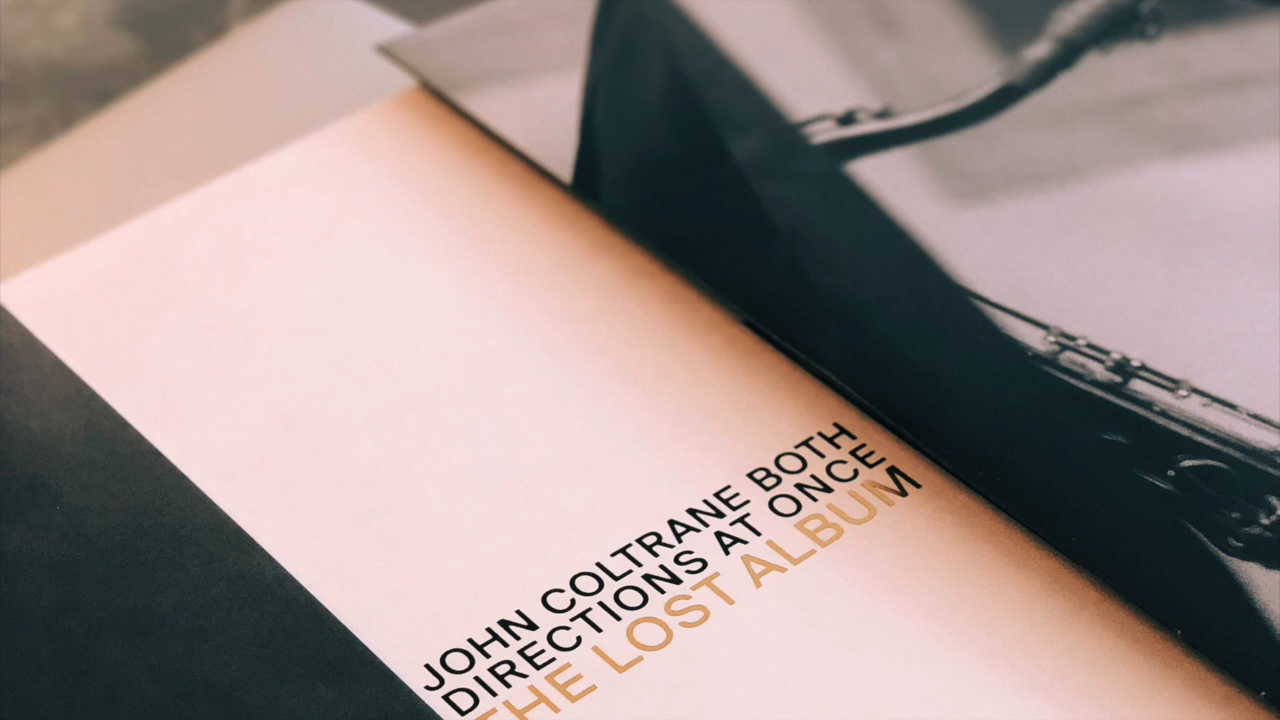 JOHN COLTRANE BOTH
DIRECTIONS AT ONCE
THE LOST ALBUM